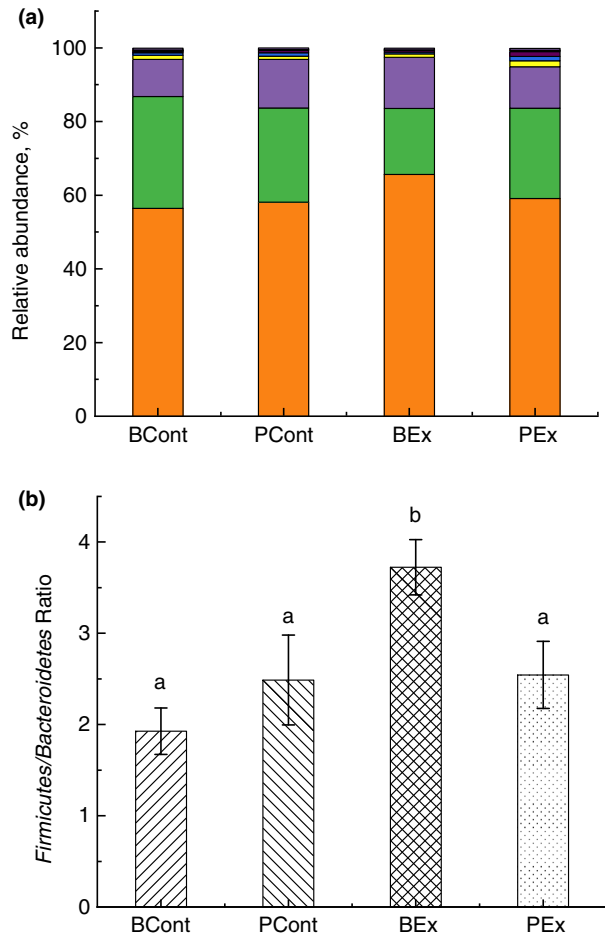 (a)
100
80
60
40
20
0
Relative abundance, %
BCont PCont BEx PEx
(b)
4
3
2
1
0
Firmicutes/Bacteroidetes Ratio
a
a
b
a
BCont PCont BEx PEx